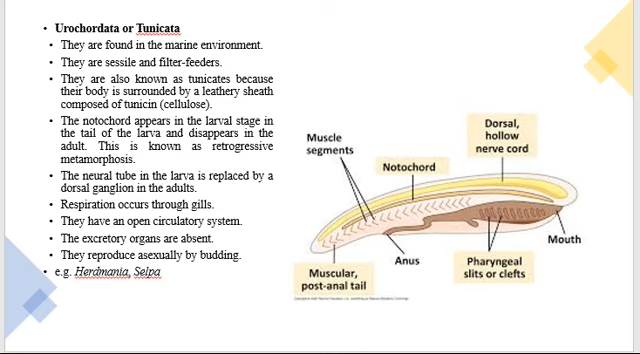 • Urochordata or Tunicata
• They are found in the marine environment.
• They are sessile and filter-feeders.
• They are also known as tunicates because
their body is surrounded by a leathery sheath
composed of tunicin (cellulose).
• The notochord appears in the larval stage in
the tail of the larva and disappears in the
adult. This is known as retrogressive
metamorphosis.
• The neural tube in the larva is replaced by a
dorsal ganglion in the adults.
• Respiration occurs through gills.
• They have an open circulatory system.
• The excretory organs are absent.
• They reproduce asexually by budding.
• e.g. Herdmania, Selpa
Muscle
segments
Notochord
Dorsal,
hollow
nerve cord
Mouth
Pharyngeal
slits or clefts
Anus
Muscular,
post-anal tail